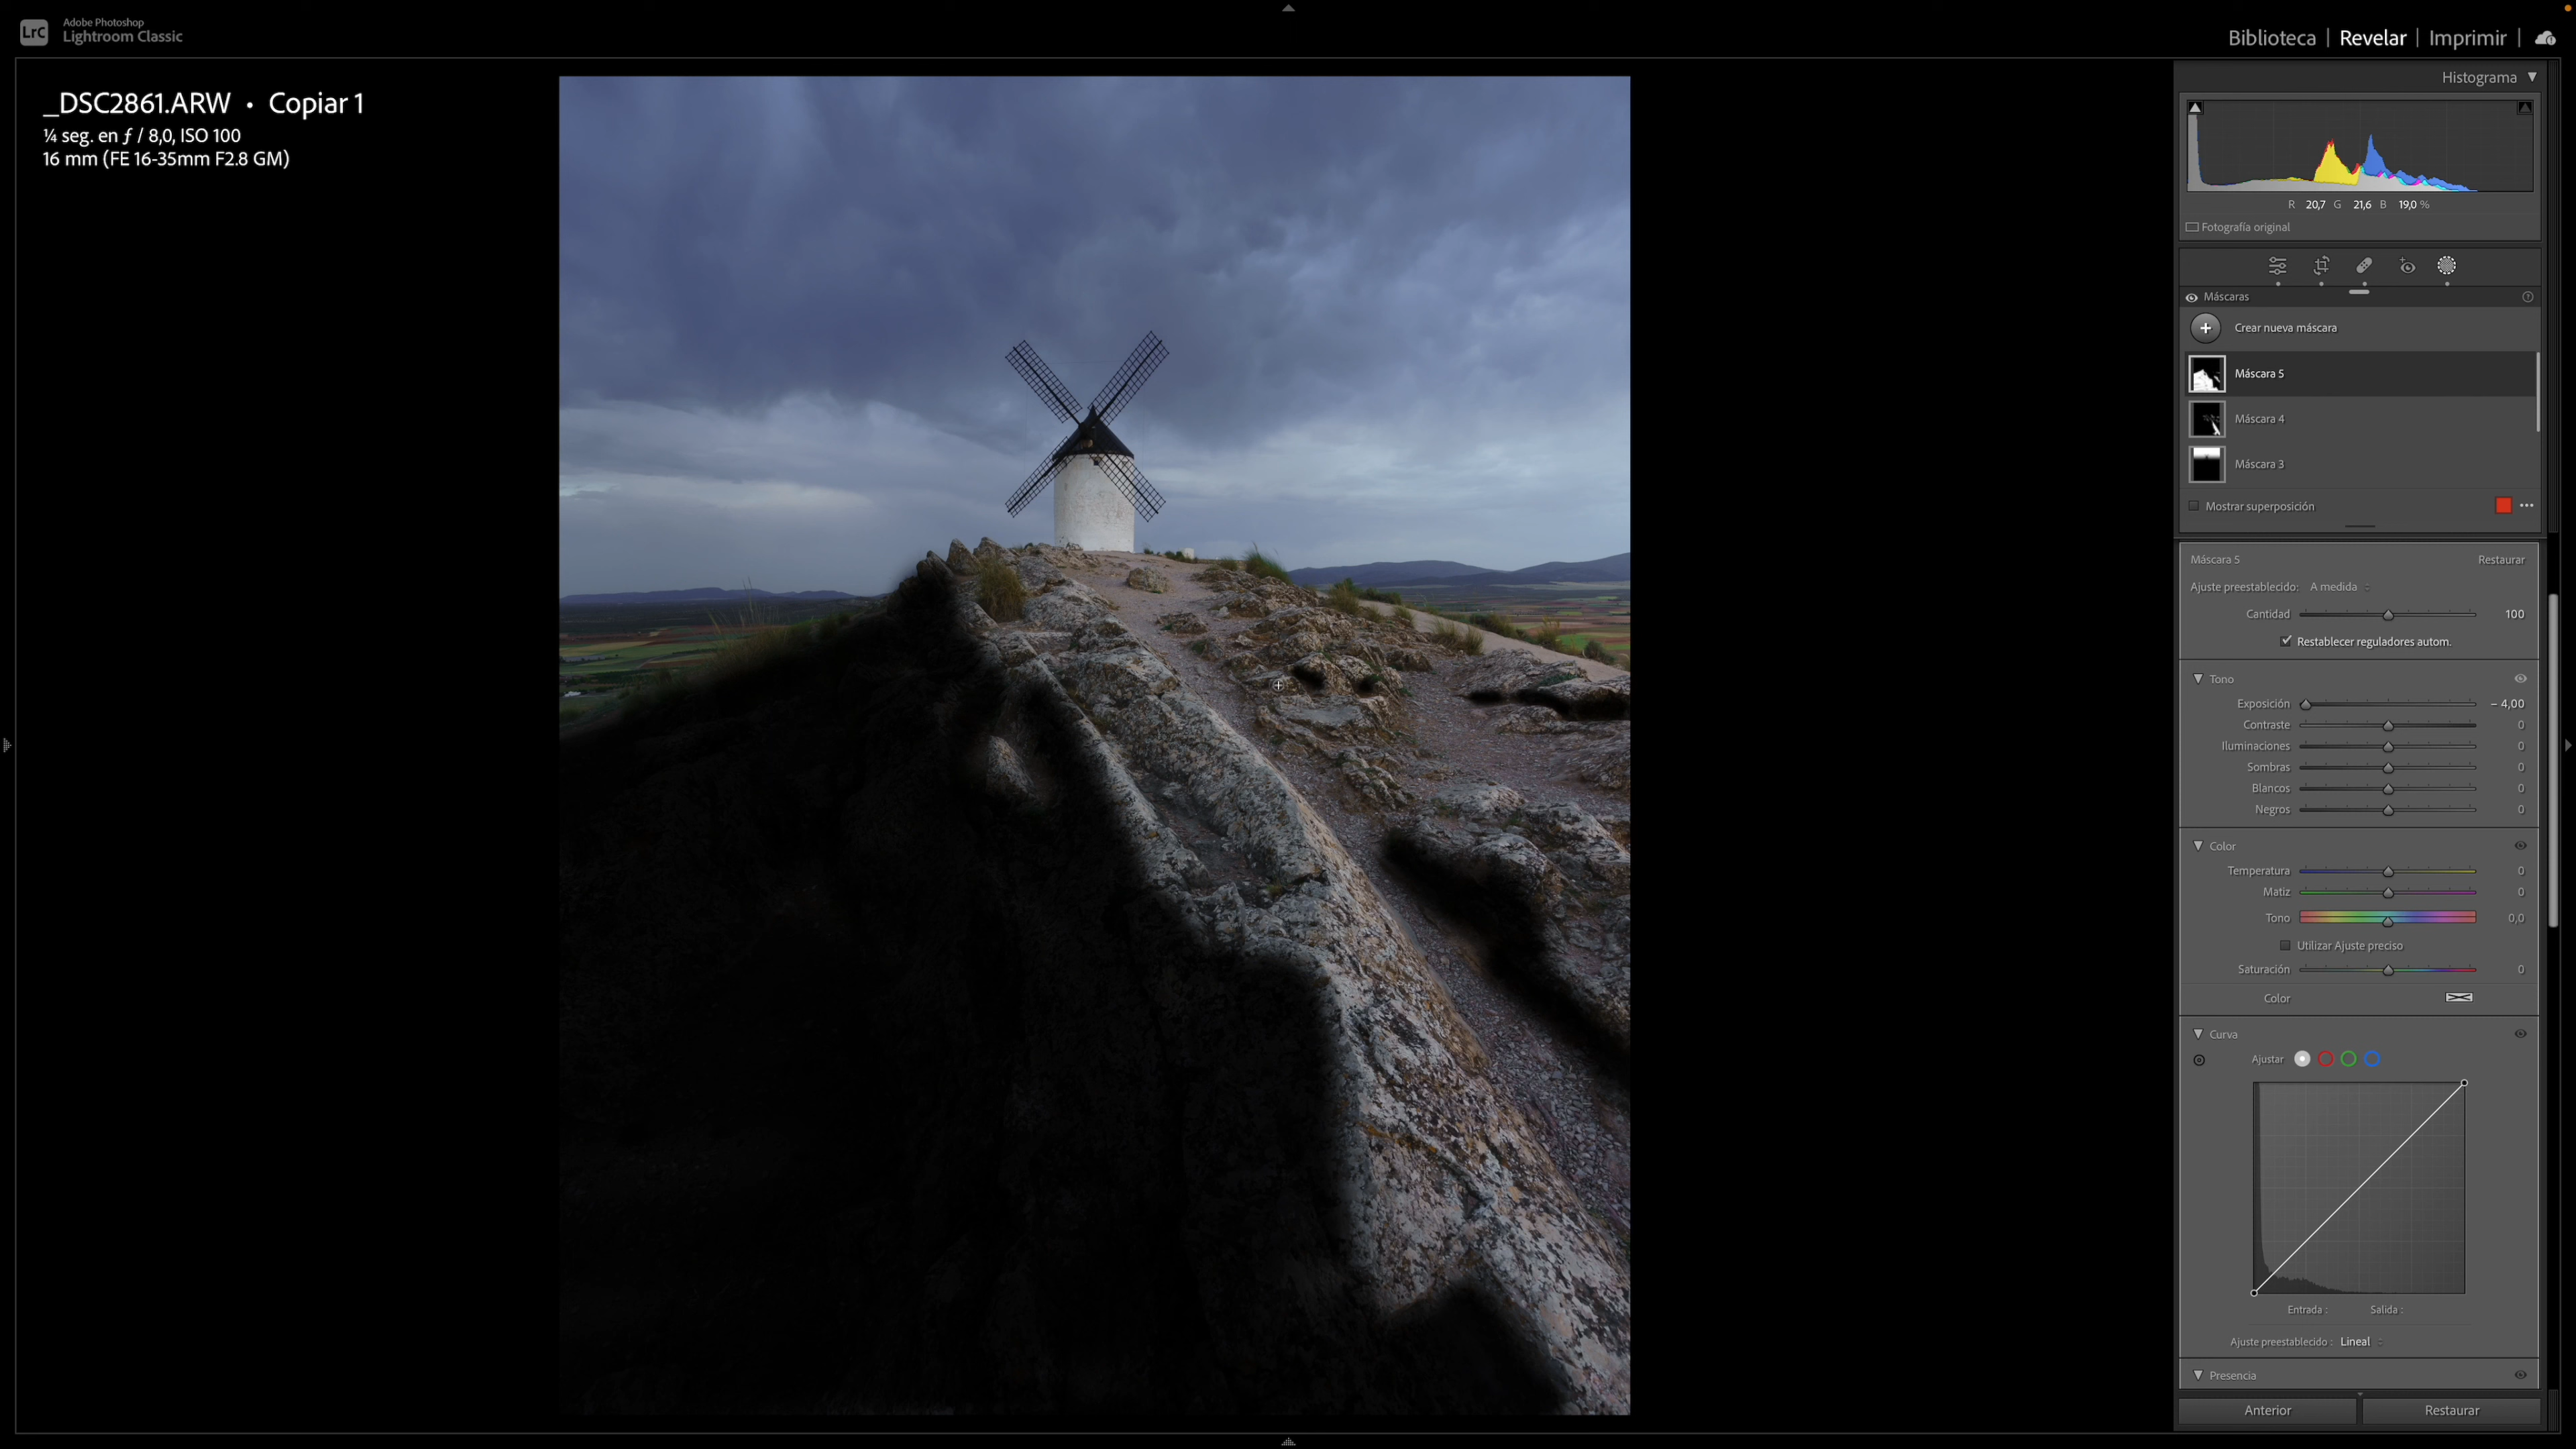 LrC
Adobe Photoshop
Lightroom Classic
Biblioteca | Revelar | Imprimir |
_DSC2861.ARW • Copiar 1
¼ seg. en ƒ / 8,0, ISO 100
16 mm (FE 16-35mm F2.8 GM)
Histograma
R 20,7 G 21,6 B 19,0 %
Fotografía original
Máscaras
Crear nueva máscara
Máscara 5
Máscara 4
Máscara 3
Mostrar superposición
Máscara 5 Restaurar
Ajuste preestablecido: A medida
Cantidad 100
Restablecer reguladores autom.
Tono
Exposición – 4,00
Contraste 0
Iluminaciones 0
Sombras 0
Blancos 0
Negros 0
Color
Temperatura 0
Matiz 0
Tono 0,0
Utilizar Ajuste preciso
Saturación 0
Color
Curva
Ajustar
Entrada : Salida :
Ajuste preestablecido : Lineal
Presencia
Anterior Restaurar